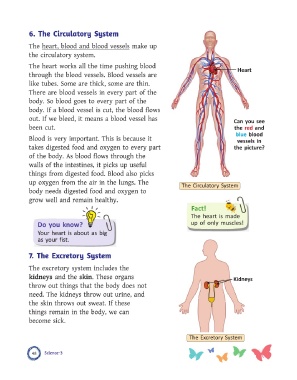 6. The Circulatory System
The heart, blood and blood vessels make up
the circulatory system.
The heart works all the time pushing blood
through the blood vessels. Blood vessels are
like tubes. Some are thick, some are thin.
There are blood vessels in every part of the
body. So blood goes to every part of the
body. If a blood vessel is cut, the blood flows
out. If we bleed, it means a blood vessel has
been cut.
Blood is very important. This is because it
takes digested food and oxygen to every part
of the body. As blood flows through the
walls of the intestines, it picks up useful
things from digested food. Blood also picks
up oxygen from the air in the lungs. The
body needs digested food and oxygen to
grow well and remain healthy.
Heart
Can you see
the red and
blue blood
vessels in
the picture?
The Circulatory System
Do you know?
Your heart is about as big
as your fist.
Fact!
The heart is made
up of only muscles!
7. The Excretory System
The excretory system includes the
kidneys and the skin. These organs
throw out things that the body does not
need. The kidneys throw out urine, and
the skin throws out sweat. If these
things remain in the body, we can
become sick.
Kidneys
The Excretory System
Science-3